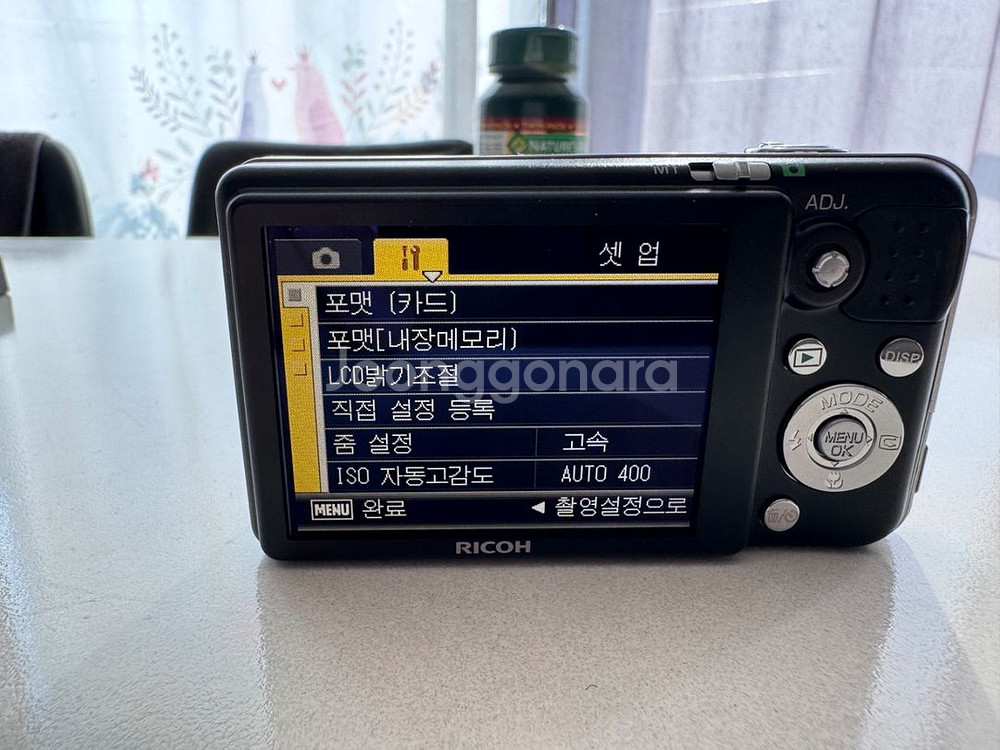 NATURE'S
MY
ADJ.
셋 업
포맷 (카드)
포맷[내장메모리]
Joonggonara
LCD밝기조절
직접 설정 등록
줌 설정 고속
ISO 자동고감도 AUTO 400
MENU 완료 ◀ 촬영설정으로
DISP.
MODE
MENU
OK
RICOH